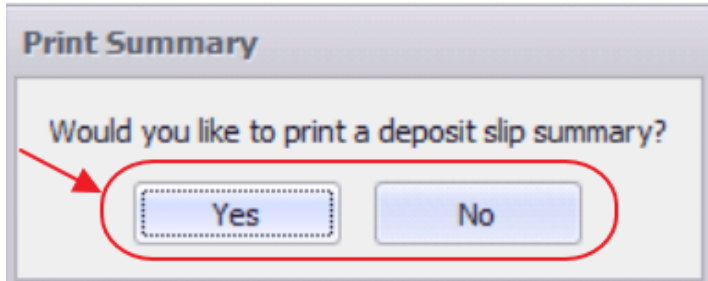 Print Summary
Would you like to print a deposit slip summary?
Yes No